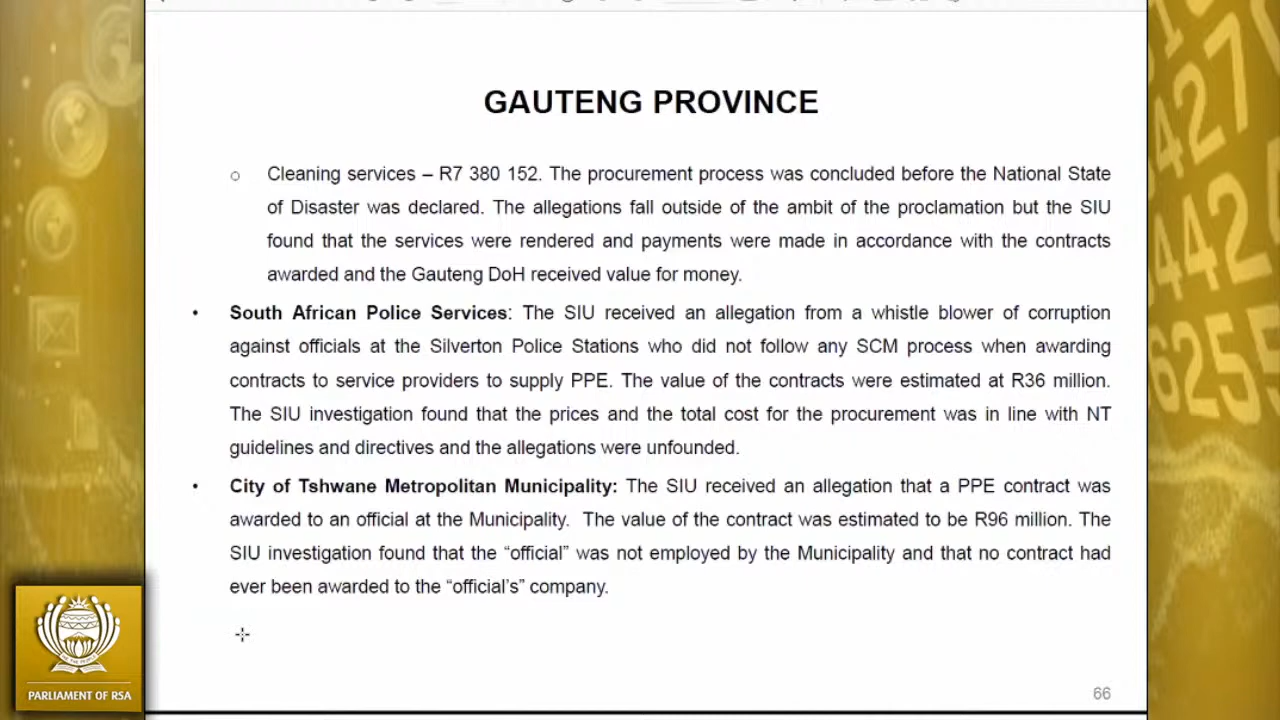 GAUTENG PROVINCE
o Cleaning services – R7 380 152. The procurement process was concluded before the National State
of Disaster was declared. The allegations fall outside of the ambit of the proclamation but the SIU
found that the services were rendered and payments were made in accordance with the contracts
awarded and the Gauteng DoH received value for money.
• South African Police Services: The SIU received an allegation from a whistle blower of corruption
against officials at the Silverton Police Stations who did not follow any SCM process when awarding
contracts to service providers to supply PPE. The value of the contracts were estimated at R36 million.
The SIU investigation found that the prices and the total cost for the procurement was in line with NT
guidelines and directives and the allegations were unfounded.
• City of Tshwane Metropolitan Municipality: The SIU received an allegation that a PPE contract was
awarded to an official at the Municipality. The value of the contract was estimated to be R96 million. The
SIU investigation found that the “official” was not employed by the Municipality and that no contract had
ever been awarded to the “official’s” company.
66
PARLIAMENT OF RSA